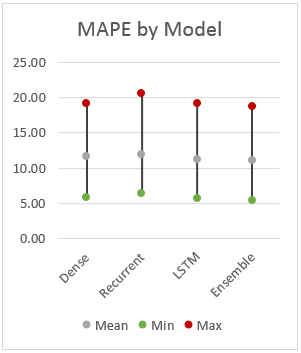 MAPE by Model
25.00
20.00
15.00
10.00
5.00
0.00
Dense
Recurrent
LSTM
Ensemble
Mean Min Max